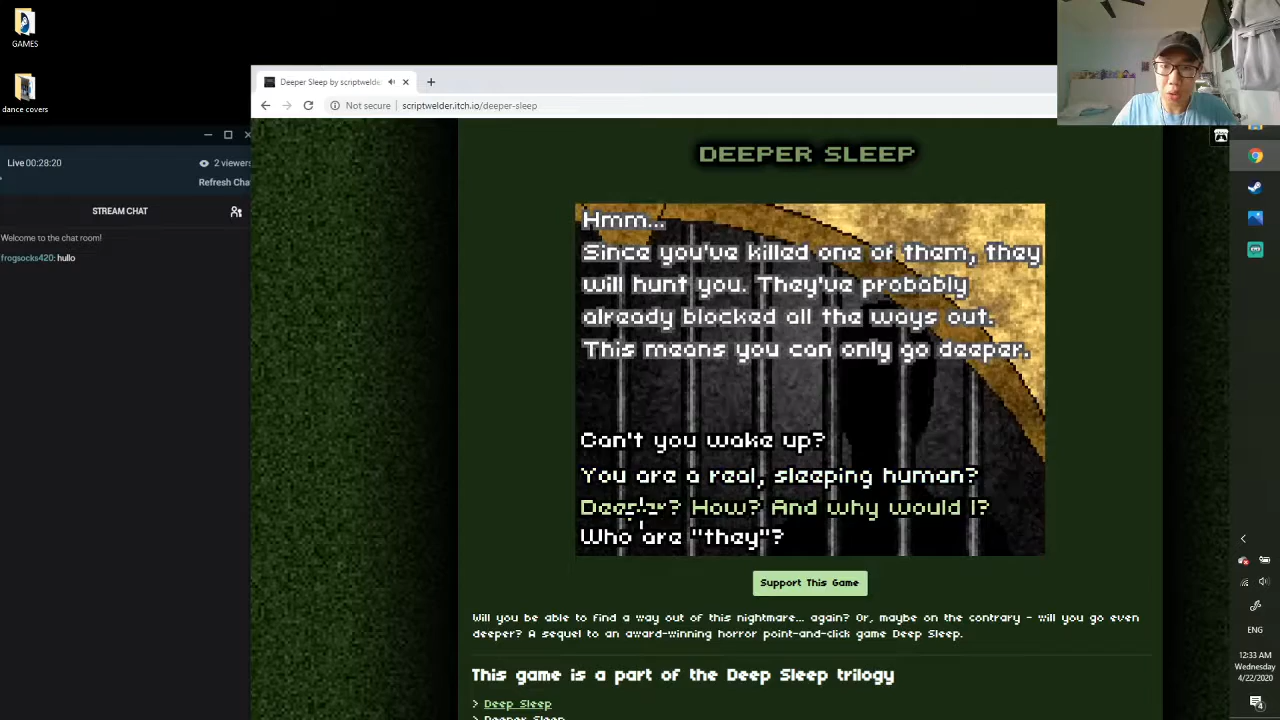 GAMES
dance covers
Deeper Sleep by scriptwelde
Not secure
scriptwelder.itch.io/deeper-sleep
Live 00:28:20
2 viewers
Refresh Cha
STREAM CHAT
Welcome to the chat room!
frogsocks420: hullo
DEEPER SLEEP
Hmm...
Since you've killed one of them, they
will hunt you. They've probably
already blocked all the ways out.
This means you can only go deeper.
Can't you wake up?
You are a real, sleeping human?
Deeper? How? And why would I?
Who are "they"?
Support This Game
Will you be able to find a way out of this nightmare... again? Or, maybe on the contrary - will you go even
deeper? A sequel to an award-winning horror point-and-click game Deep Sleep.
This game is a part of the Deep Sleep trilogy
> Deep Sleep
> Deeper Sleep
ENG
12:33 AM
Wednesday
4/22/2020
4